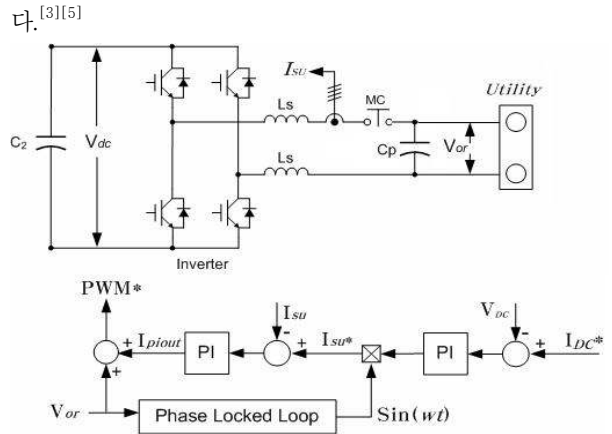 다.[3][5]
I_SU
MC
Utility
Ls
C₂
V_dc
Cp
V_or
Ls
Inverter
PWM*
I_su
V_DC
+
I_piout
PI
-
+
I_su*
PI
-
+
I_DC*
+
V_or
Phase Locked Loop
Sin(wt)